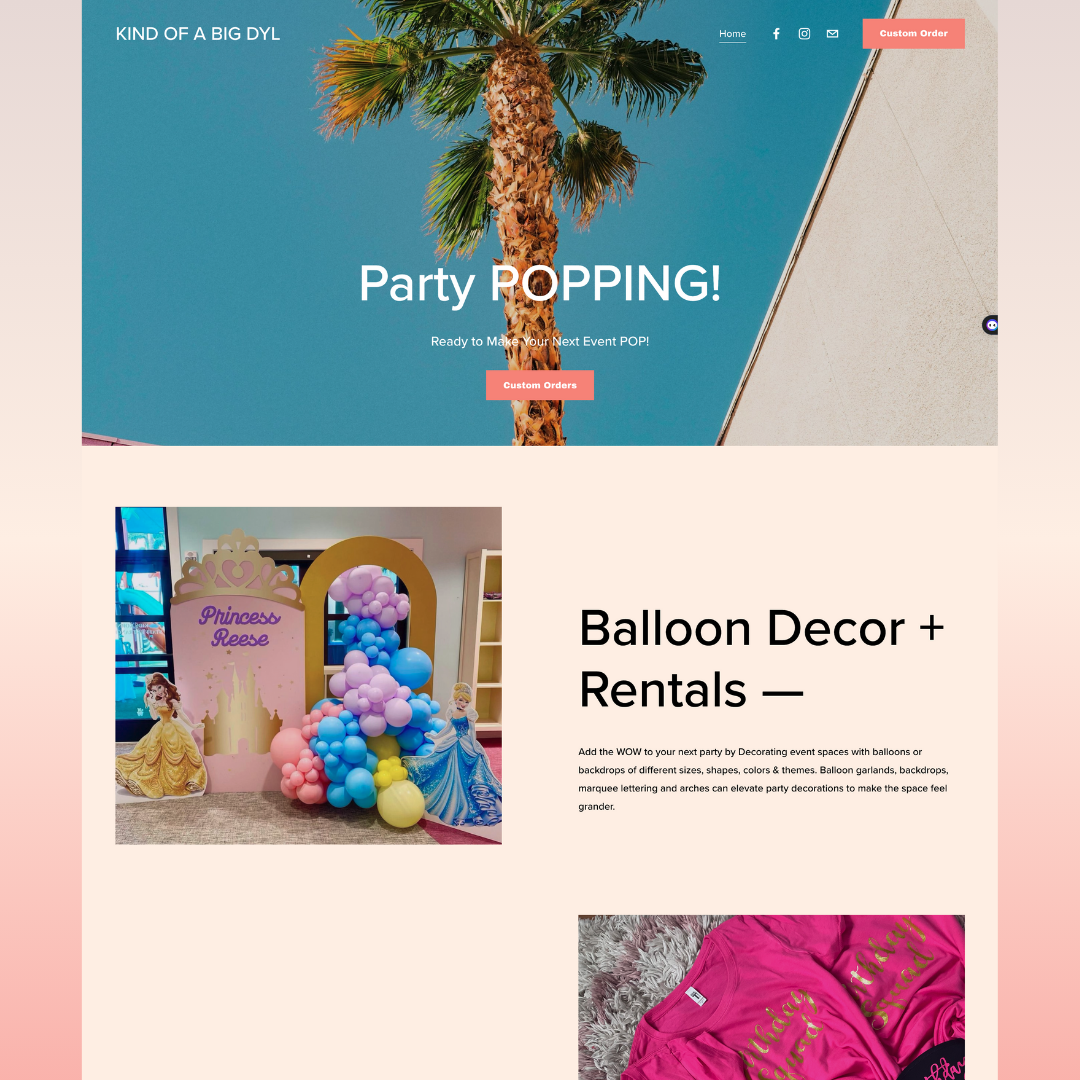 KIND OF A BIG DYL
Home
Custom Order
Party POPPING!
Ready to Make Your Next Event POP!
Custom Orders
Princess
Reese
Balloon Decor +
Rentals —
Add the WOW to your next party by Decorating event spaces with balloons or
backdrops of different sizes, shapes, colors & themes. Balloon garlands, backdrops,
marquee lettering and arches can elevate party decorations to make the space feel
grander.
Squad